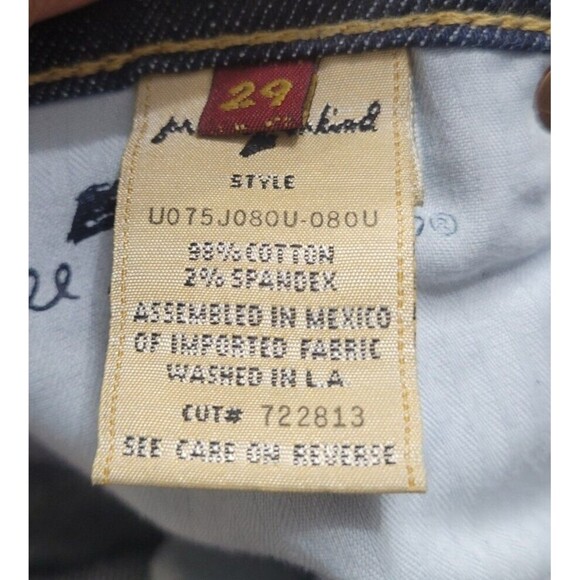 29
mankind
STYLE
U075J080U-080U
98% COTTON
2% SPANDEX
ASSEMBLED IN MEXICO
OF IMPORTED FABRIC
WASHED IN L.A.
CUT# 722813
SEE CARE ON REVERSE